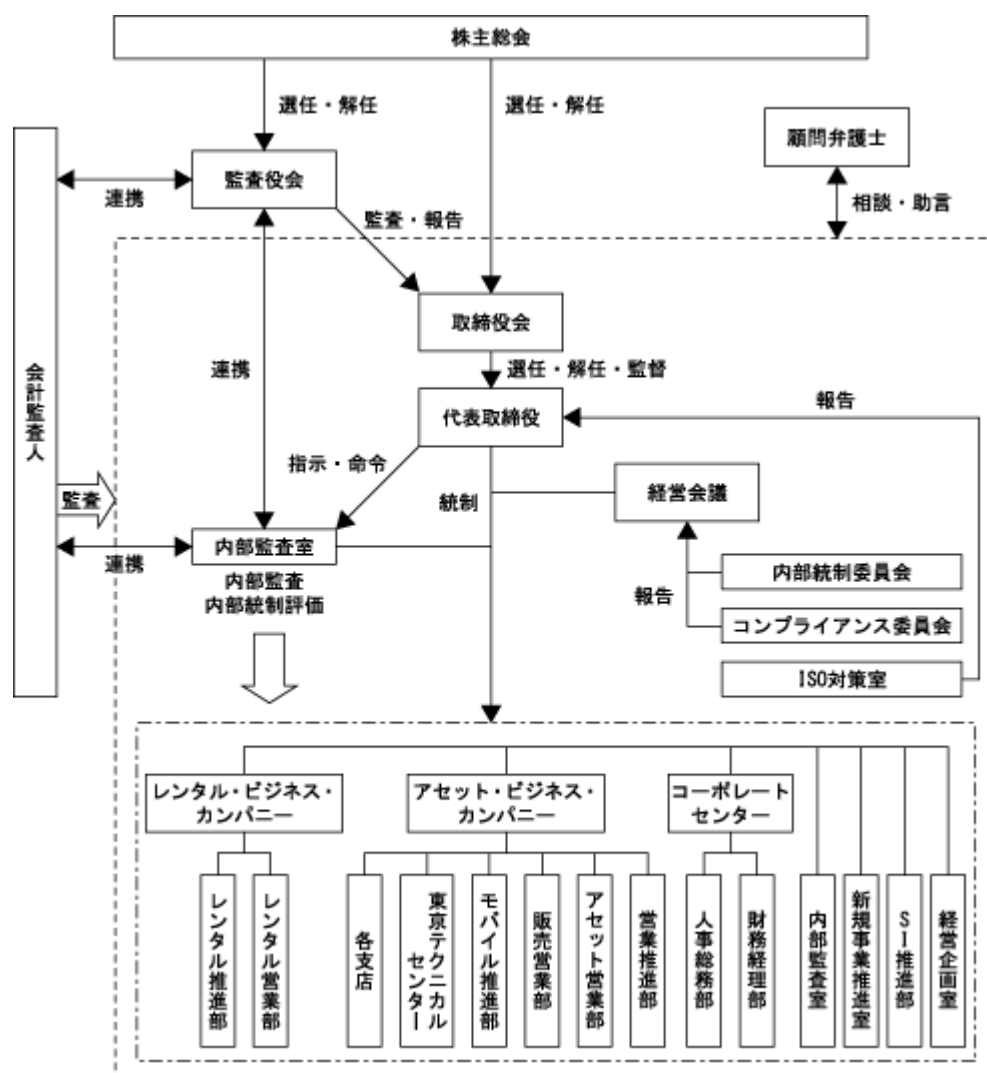 株主総会
選任・解任
選任・解任
顧問弁護士
監査役会
連携
相談・助言
監査・報告
取締役会
会計監査人
連携
選任・解任・監督
報告
代表取締役
指示・命令
経営会議
監査
統制
内部監査室
連携
内部統制委員会
内部監査
内部統制評価
報告
コンプライアンス委員会
ISO対策室
レンタル・ビジネス・
カンパニー
アセット・ビジネス・
カンパニー
コーポレート
センター
レンタル推進部
レンタル営業部
各支店
東京テクニカル
センター
モバイル推進部
販売営業部
アセット営業部
営業推進部
人事総務部
財務経理部
内部監査室
新規事業推進室
SI推進部
経営企画室